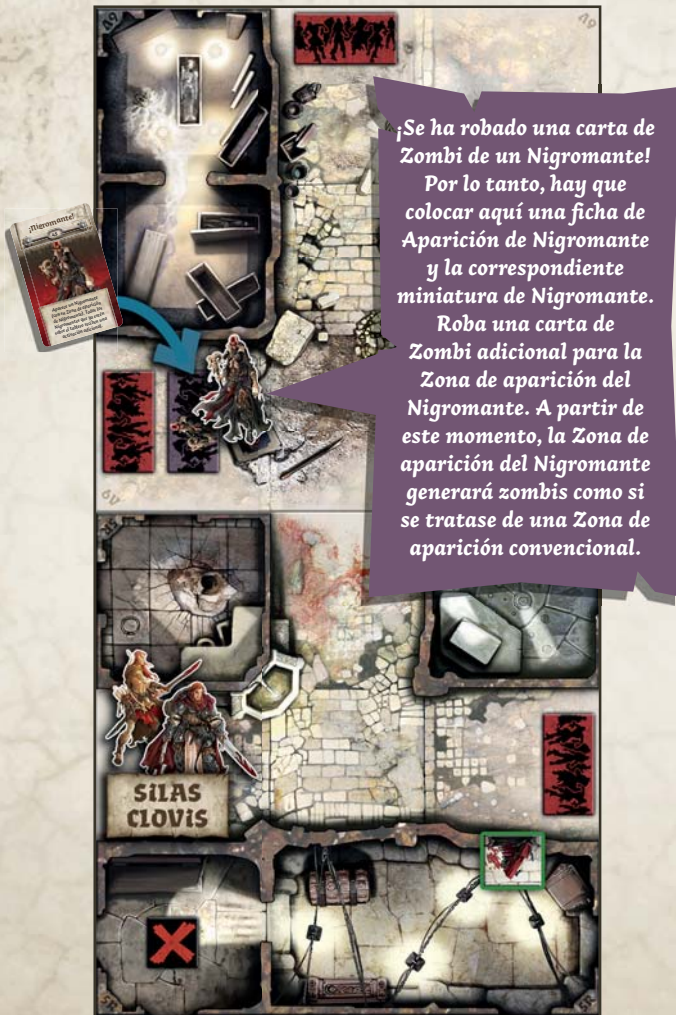 ¡Se ha robado una carta de
Zombi de un Nigromante!
Por lo tanto, hay que
colocar aquí una ficha de
Aparición de Nigromante
y la correspondiente
miniatura de Nigromante.
Roba una carta de
Zombi adicional para la
Zona de aparición del
Nigromante. A partir de
este momento, la Zona de
aparición del Nigromante
generará zombis como si
se tratase de una Zona de
aparición convencional.
¡Nigromante!
SILAS
CLOVIS